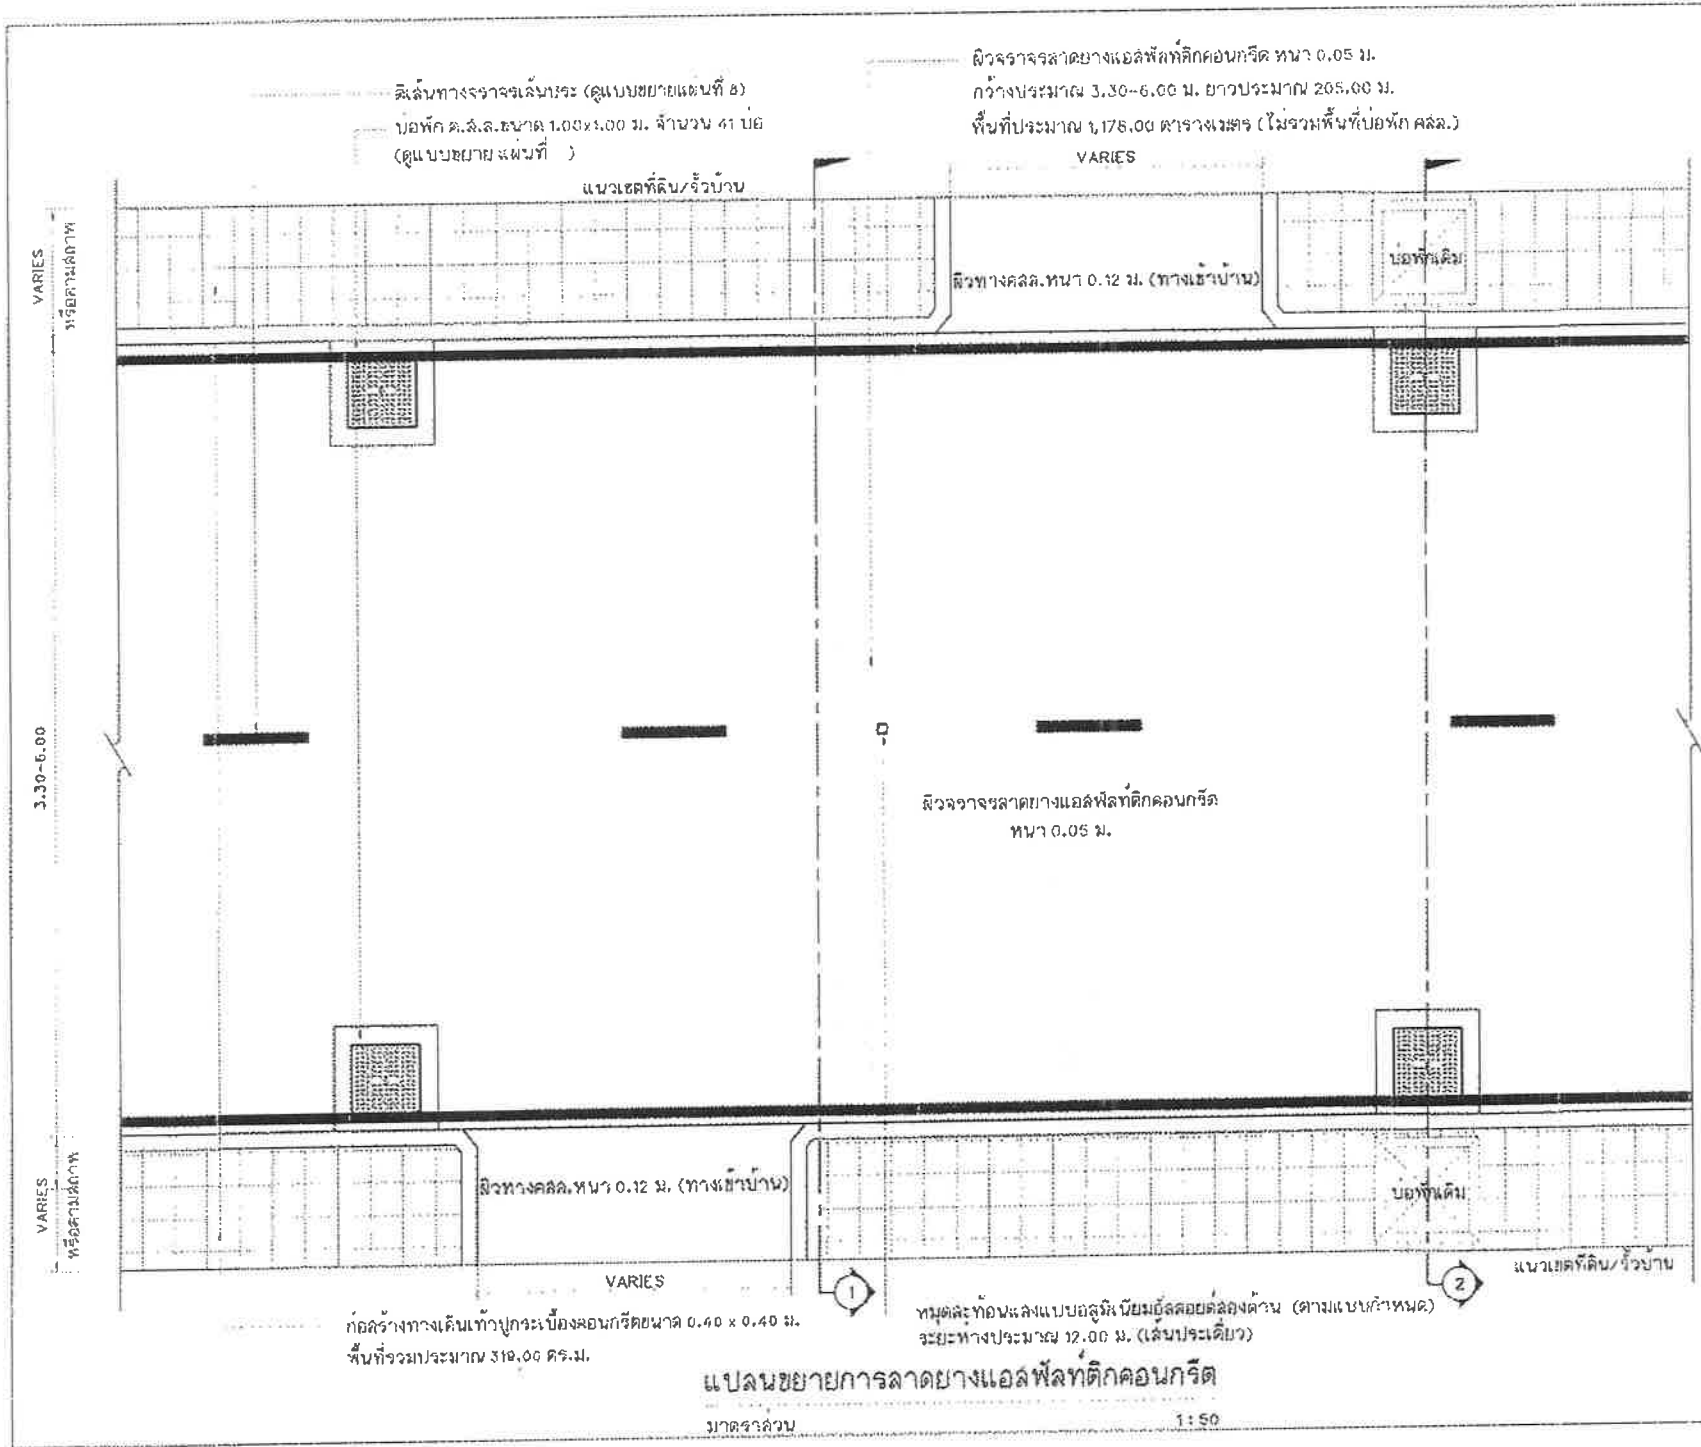 ผิวจราจรลาดยางแอสฟัลท์ติกคอนกรีต หนา 0.05 ม.
กว้างประมาณ 3.30-6.00 ม. ยาวประมาณ 205.00 ม.
พื้นที่ประมาณ 1,178.00 ตารางเมตร (ไม่รวมพื้นที่บ่อพัก คสล.)
ตีเส้นทางจราจรเส้นประ (ดูแบบขยายแผ่นที่ 8)
บ่อพัก ค.ส.ล.ขนาด 1.00x1.00 ม. จำนวน 41 บ่อ
(ดูแบบขยาย แผ่นที่ )
VARIES
แนวเขตที่ดิน/รั้วบ้าน
VARIES
หรือตามสภาพ
ผิวทางคสล.หนา 0.12 ม. (ทางเข้าบ้าน)
บ่อพักเดิม
3.30-6.00
ผิวจราจรลาดยางแอสฟัลท์ติกคอนกรีต
หนา 0.05 ม.
VARIES
หรือตามสภาพ
ผิวทางคสล.หนา 0.12 ม. (ทางเข้าบ้าน)
บ่อพักเดิม
แนวเขตที่ดิน/รั้วบ้าน
VARIES
1
2
ก่อสร้างทางเดินเท้าปูกระเบื้องคอนกรีตขนาด 0.40 x 0.40 ม.
พื้นที่รวมประมาณ 318.00 ตร.ม.
หมุดสะท้อนแสงแบบอลูมิเนียมอัลลอยด์สองด้าน (ตามแบบกำหนด)
ระยะห่างประมาณ 12.00 ม. (เส้นประเดี่ยว)
แปลนขยายการลาดยางแอสฟัลท์ติกคอนกรีต
มาตราส่วน 1:50